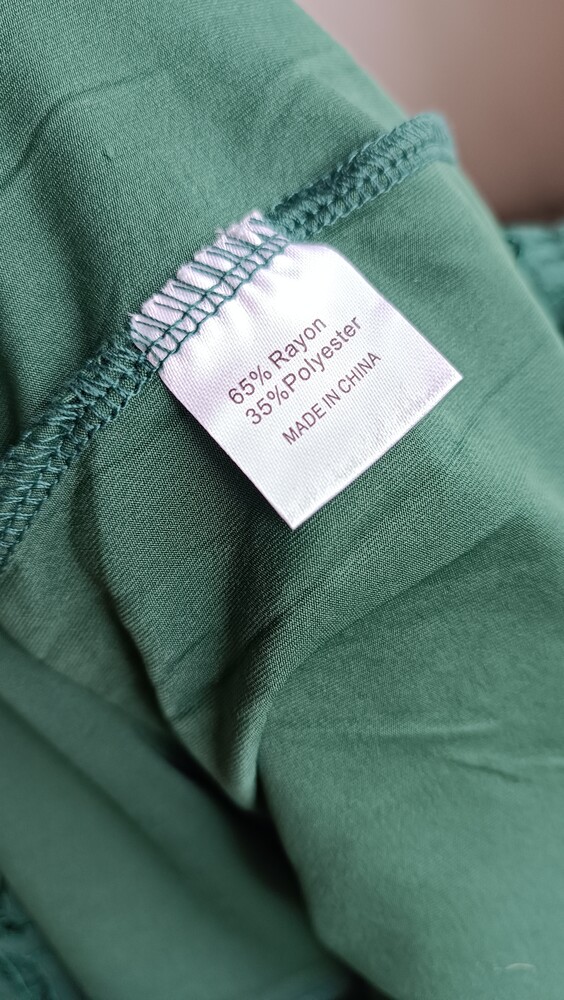 65% Rayon
35%Polyester
MADE IN CHINA